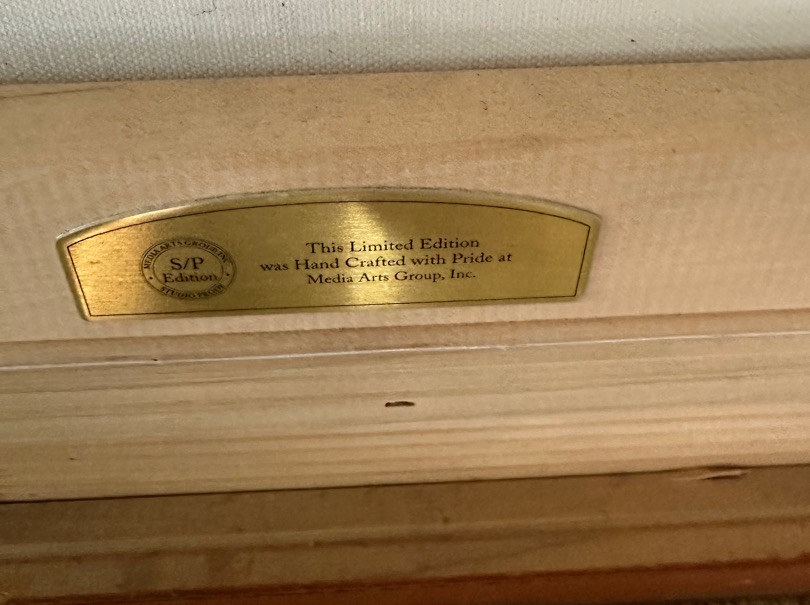 MEDIA ARTS GROUP, INC
S/P
Edition
STUDIO PROOF
This Limited Edition
was Hand Crafted with Pride at
Media Arts Group, Inc.